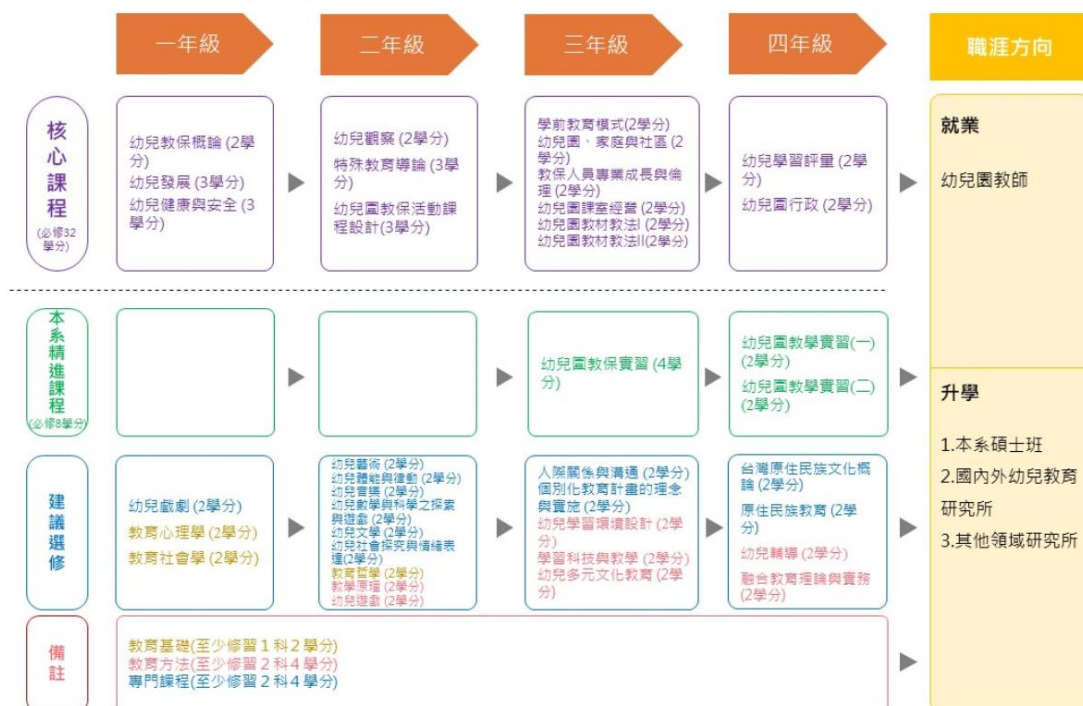 一年級
二年級
三年級
四年級
職涯方向
核心課程
(必修32
學分)
幼兒教保概論 (2學
分)
幼兒發展 (3學分)
幼兒健康與安全 (3
學分)
幼兒觀察 (2學分)
特殊教育導論 (3學
分)
幼兒園教保活動課
程設計(3學分)
學前教育模式(2學分)
幼兒園、家庭與社區 (2
學分)
教保人員專業成長與倫
理 (2學分)
幼兒園課室經營 (2學分)
幼兒園教材教法I (2學分)
幼兒園教材教法II(2學分)
幼兒學習評量 (2學
分)
幼兒園行政 (2學分)
就業
幼兒園教師
本系精進課程
(必修8學分)
幼兒園教保實習 (4學
分)
幼兒園教學實習(一)
(2學分)
幼兒園教學實習(二)
(2學分)
升學
1.本系碩士班
2.國內外幼兒教育
研究所
3.其他領域研究所
建議選修
幼兒戲劇 (2學分)
教育心理學 (2學分)
教育社會學 (2學分)
幼兒藝術 (2學分)
幼兒體能與律動 (2學分)
幼兒音樂 (2學分)
幼兒數學與科學之探索
與遊戲 (2學分)
幼兒文學 (2學分)
幼兒社會探究與情緒表
達(2學分)
教育哲學 (2學分)
教學原理 (2學分)
幼兒遊戲 (2學分)
人際關係與溝通 (2學分)
個別化教育計畫的理念
與實施 (2學分)
幼兒學習環境設計 (2學
分)
學習科技與教學 (2學分)
幼兒多元文化教育 (2學
分)
台灣原住民族文化概
論 (2學分)
原住民族教育 (2學
分)
幼兒輔導 (2學分)
融合教育理論與實務
(2學分)
備註
教育基礎(至少修習１科２學分)
教育方法(至少修習２科４學分)
專門課程(至少修習２科４學分)